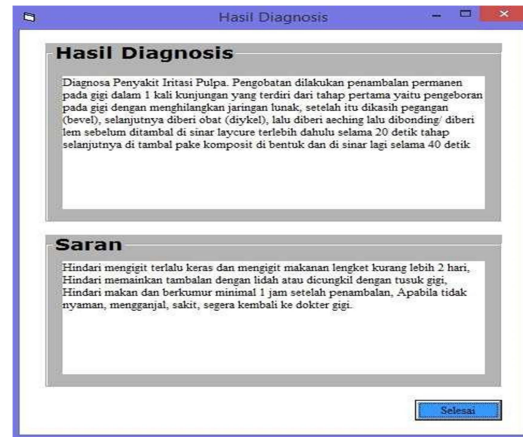 Hasil Diagnosis
Hasil Diagnosis
Diagnosa Penyakit Iritasi Pulpa. Pengobatan dilakukan penambalan permanen
pada gigi dalam 1 kali kunjungan yang terdiri dari tahap pertama yaitu pengeboran
pada gigi dengan menghilangkan jaringan lunak, setelah itu dikasih pegangan
(bevel), selanjutnya diberi obat (diykel), lalu diberi aeching lalu dibonding/ diberi
lem sebelum ditambal di sinar laycure terlebih dahulu selama 20 detik tahap
selanjutnya di tambal pake komposit di bentuk dan di sinar lagi selama 40 detik
Saran
Hindari mengigit terlalu keras dan mengigit makanan lengket kurang lebih 2 hari,
Hindari memainkan tambalan dengan lidah atau dicungkil dengan tusuk gigi,
Hindari makan dan berkumur minimal 1 jam setelah penambalan, Apabila tidak
nyaman, mengganjal, sakit, segera kembali ke dokter gigi.
Selesai